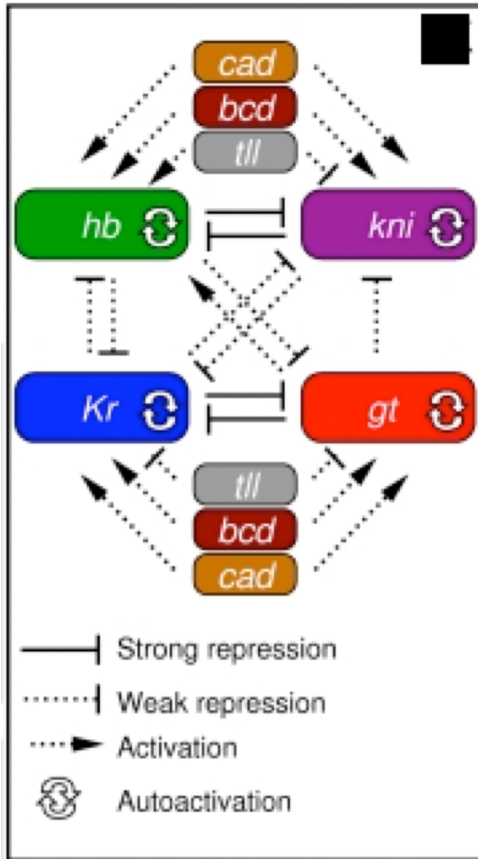 cad
bcd
tll
hb
kni
Kr
gt
tll
bcd
cad
Strong repression
Weak repression
Activation
Autoactivation